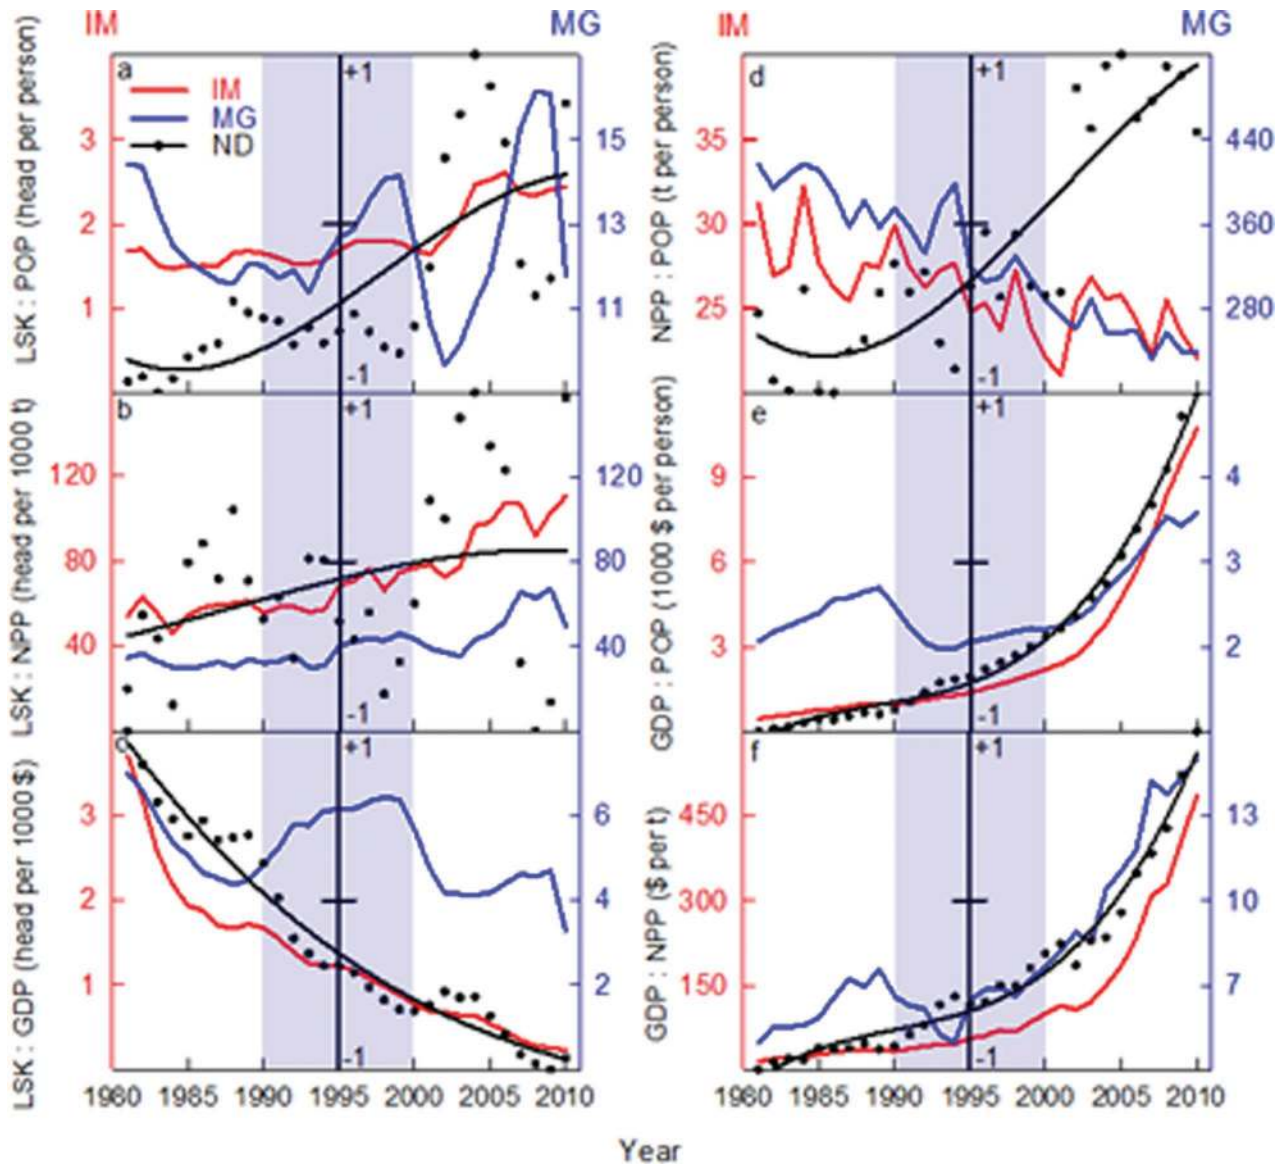 IM MG IM MG
a +1 d +1
IM
MG
ND
LSK : POP (head per person)
3 2 1
15 13 11
-1
NPP : POP (t per person)
35 30 25
440 360 280
-1
b +1 e +1
LSK : NPP (head per 1000 t)
120 80 40
120 80 40
-1
GDP : POP (1000 $ per person)
9 6 3
4 3 2
-1
c +1 f +1
LSK : GDP (head per 1000 $)
3 2 1
6 4 2
-1
GDP : NPP ($ per t)
450 300 150
13 10 7
-1
1980 1985 1990 1995 2000 2005 2010 1980 1985 1990 1995 2000 2005 2010
Year